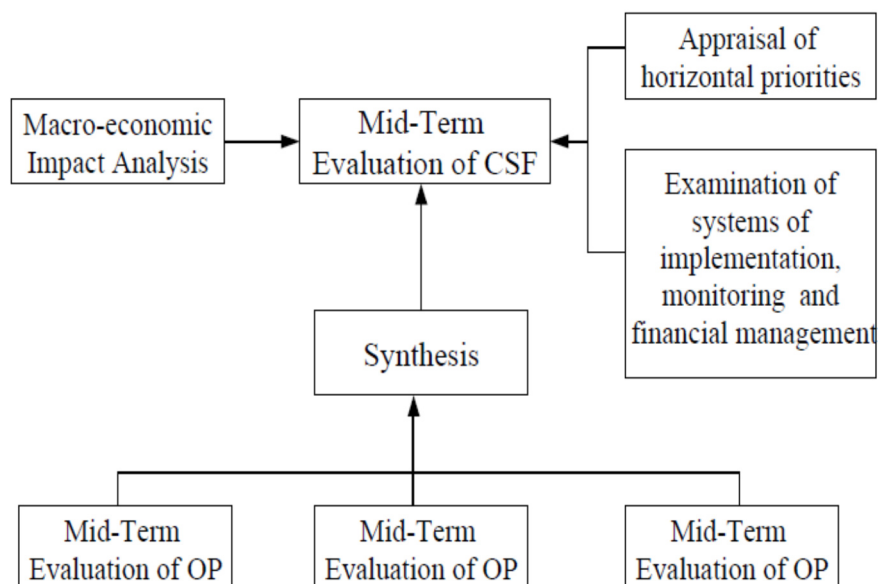 Appraisal of
horizontal priorities
Macro-economic
Impact Analysis
Mid-Term
Evaluation of CSF
Examination of
systems of
implementation,
monitoring and
financial management
Synthesis
Mid-Term
Evaluation of OP
Mid-Term
Evaluation of OP
Mid-Term
Evaluation of OP